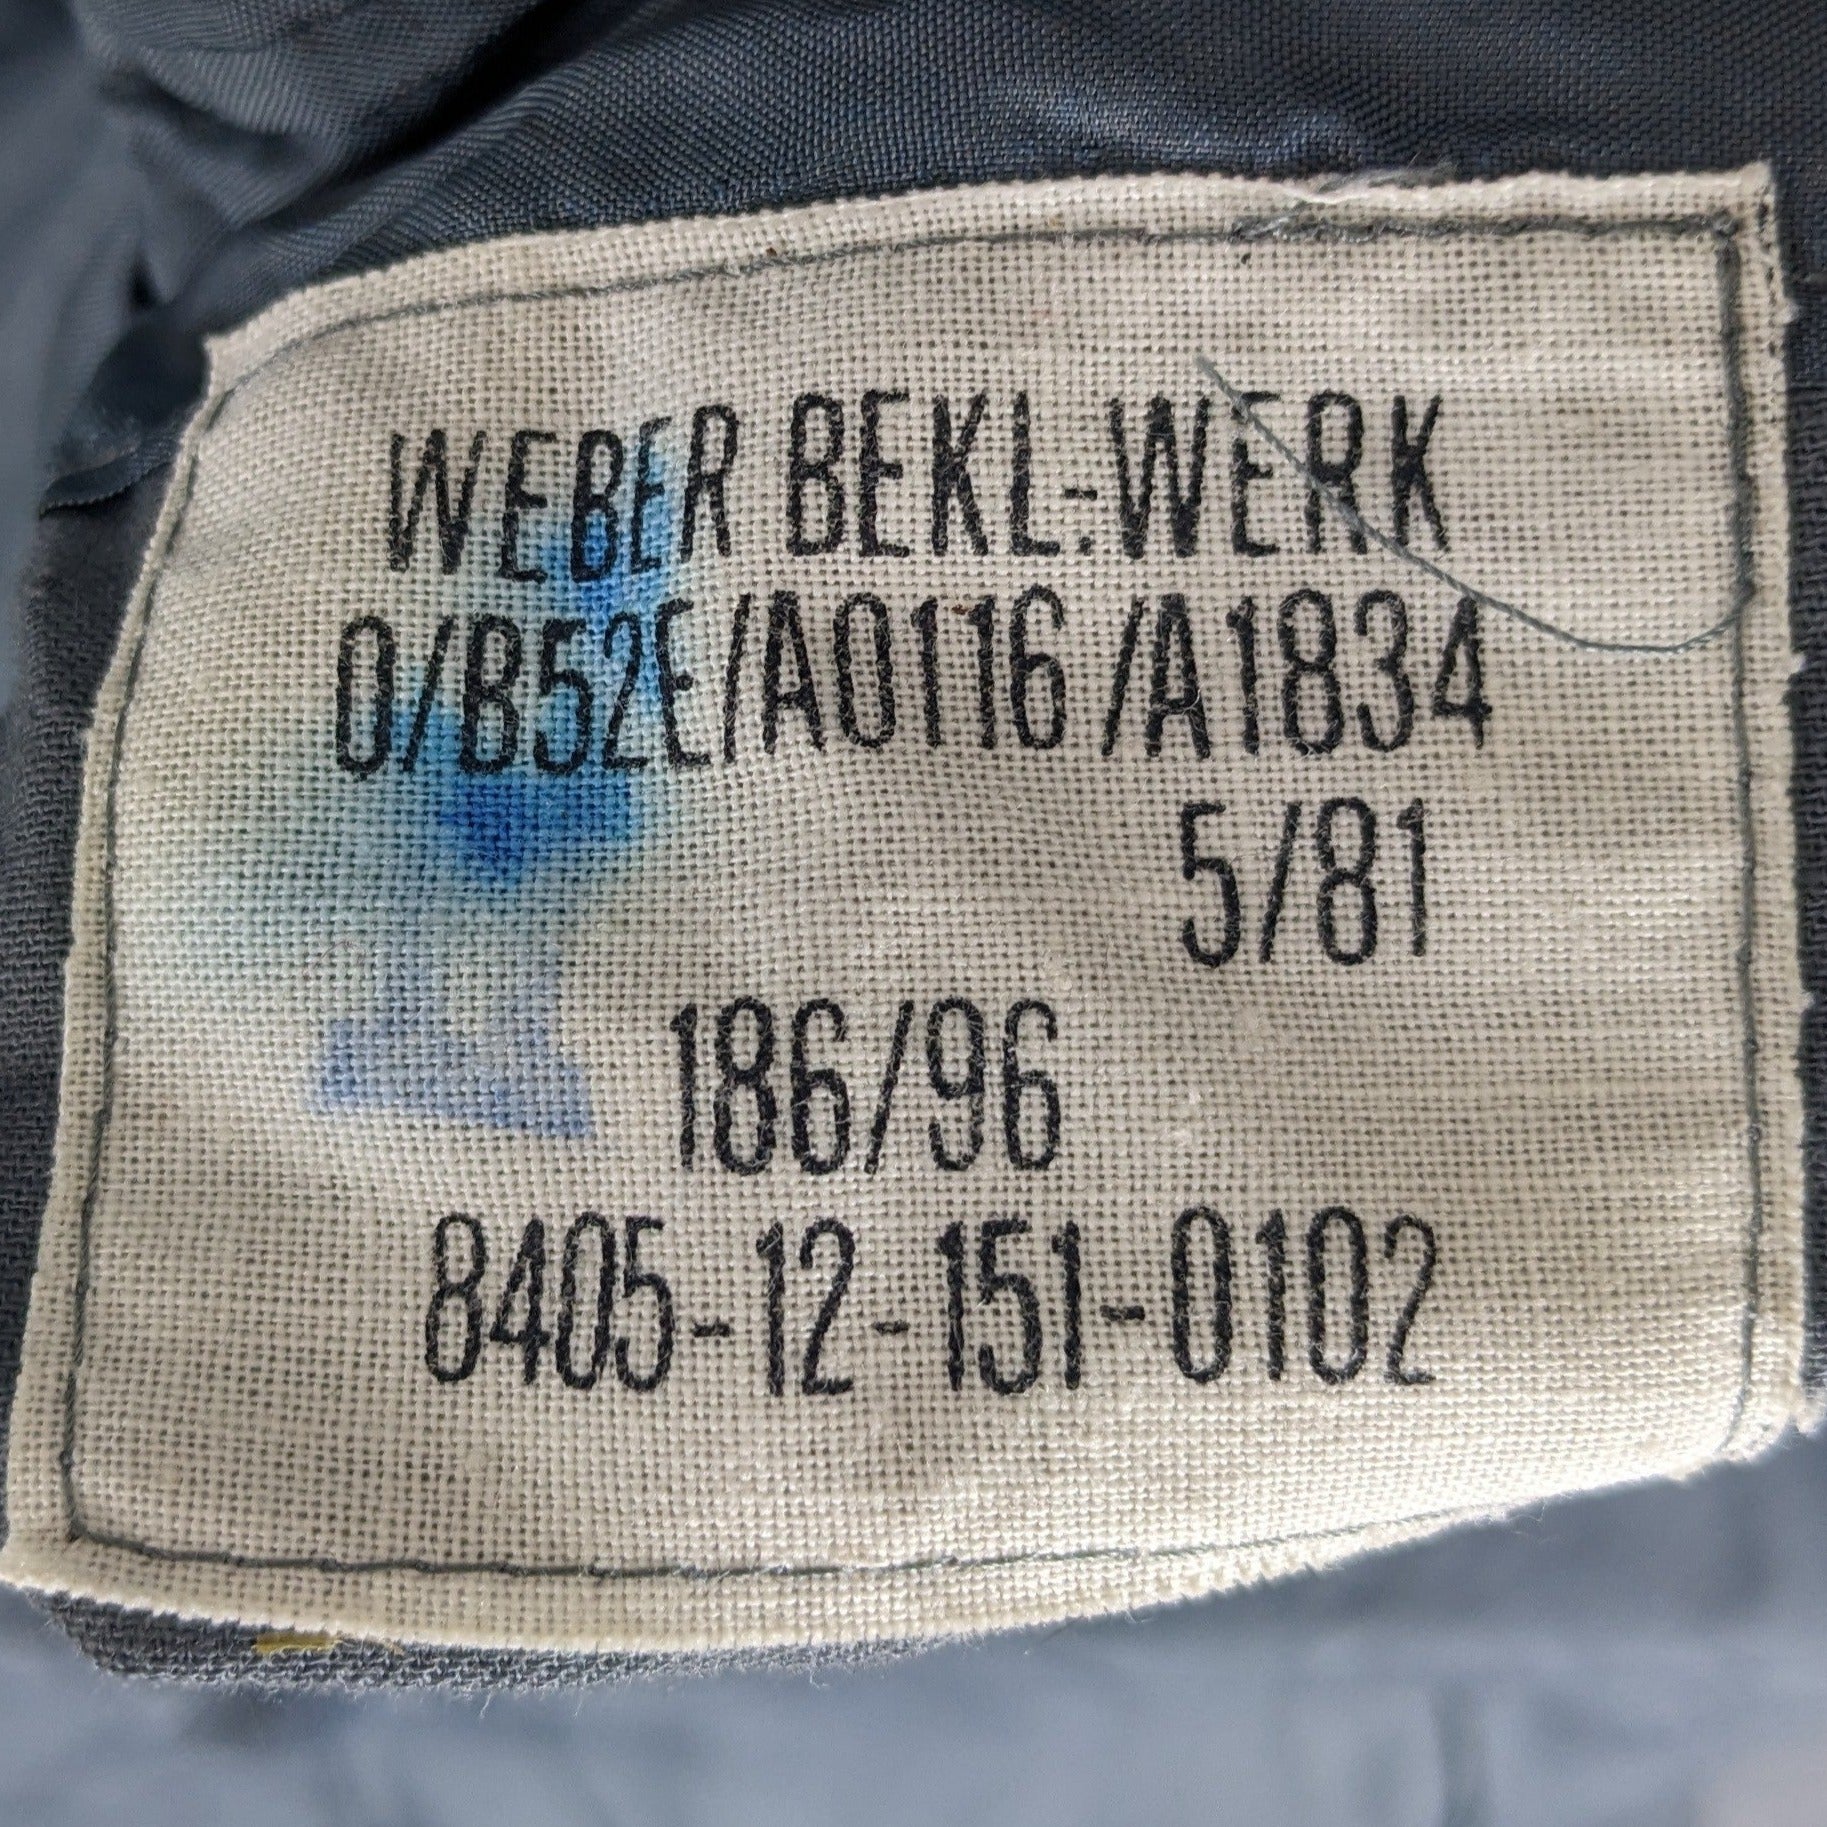 WEBER BEKL.-WERK
0/B52E/A0116/A1834
5/81
186/96
8405-12-151-0102